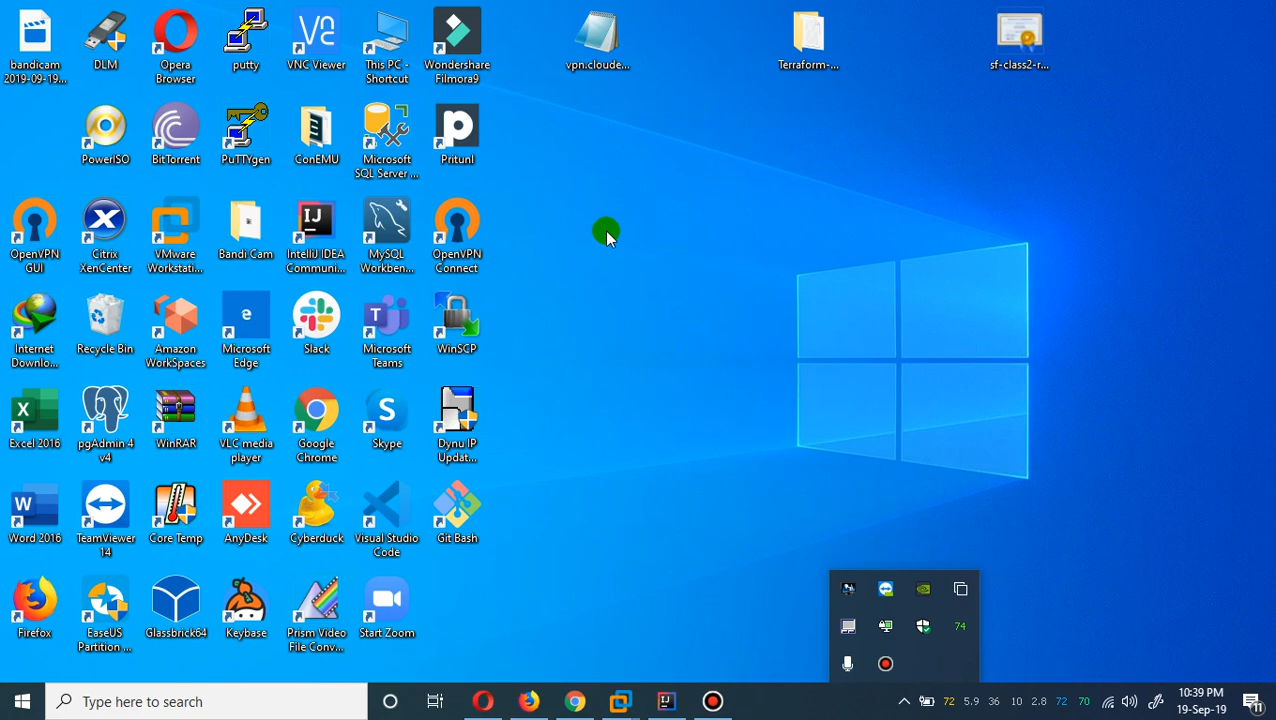 bandicam
2019-09-19...
DLM
Opera
Browser
putty
VNC Viewer
This PC -
Shortcut
Wondershare
Filmora9
vpn.cloude...
Terraform-...
sf-class2-r...
PowerISO
BitTorrent
PuTTYgen
ConEMU
Microsoft
SQL Server ...
Pritunl
OpenVPN
GUI
Citrix
XenCenter
VMware
Workstati...
Bandi Cam
IntelliJ IDEA
Communi...
MySQL
Workben...
OpenVPN
Connect
Internet
Downlo...
Recycle Bin
Amazon
WorkSpaces
Microsoft
Edge
Slack
Microsoft
Teams
WinSCP
Excel 2016
pgAdmin 4
v4
WinRAR
VLC media
player
Google
Chrome
Skype
Dynu IP
Updat...
Word 2016
TeamViewer
14
Core Temp
AnyDesk
Cyberduck
Visual Studio
Code
Git Bash
Firefox
EaseUS
Partition ...
Glassbrick64
Keybase
Prism Video
File Conv...
Start Zoom
74
Type here to search
72 5.9 36 10 2.8 72 70
10:39 PM
19-Sep-19
11